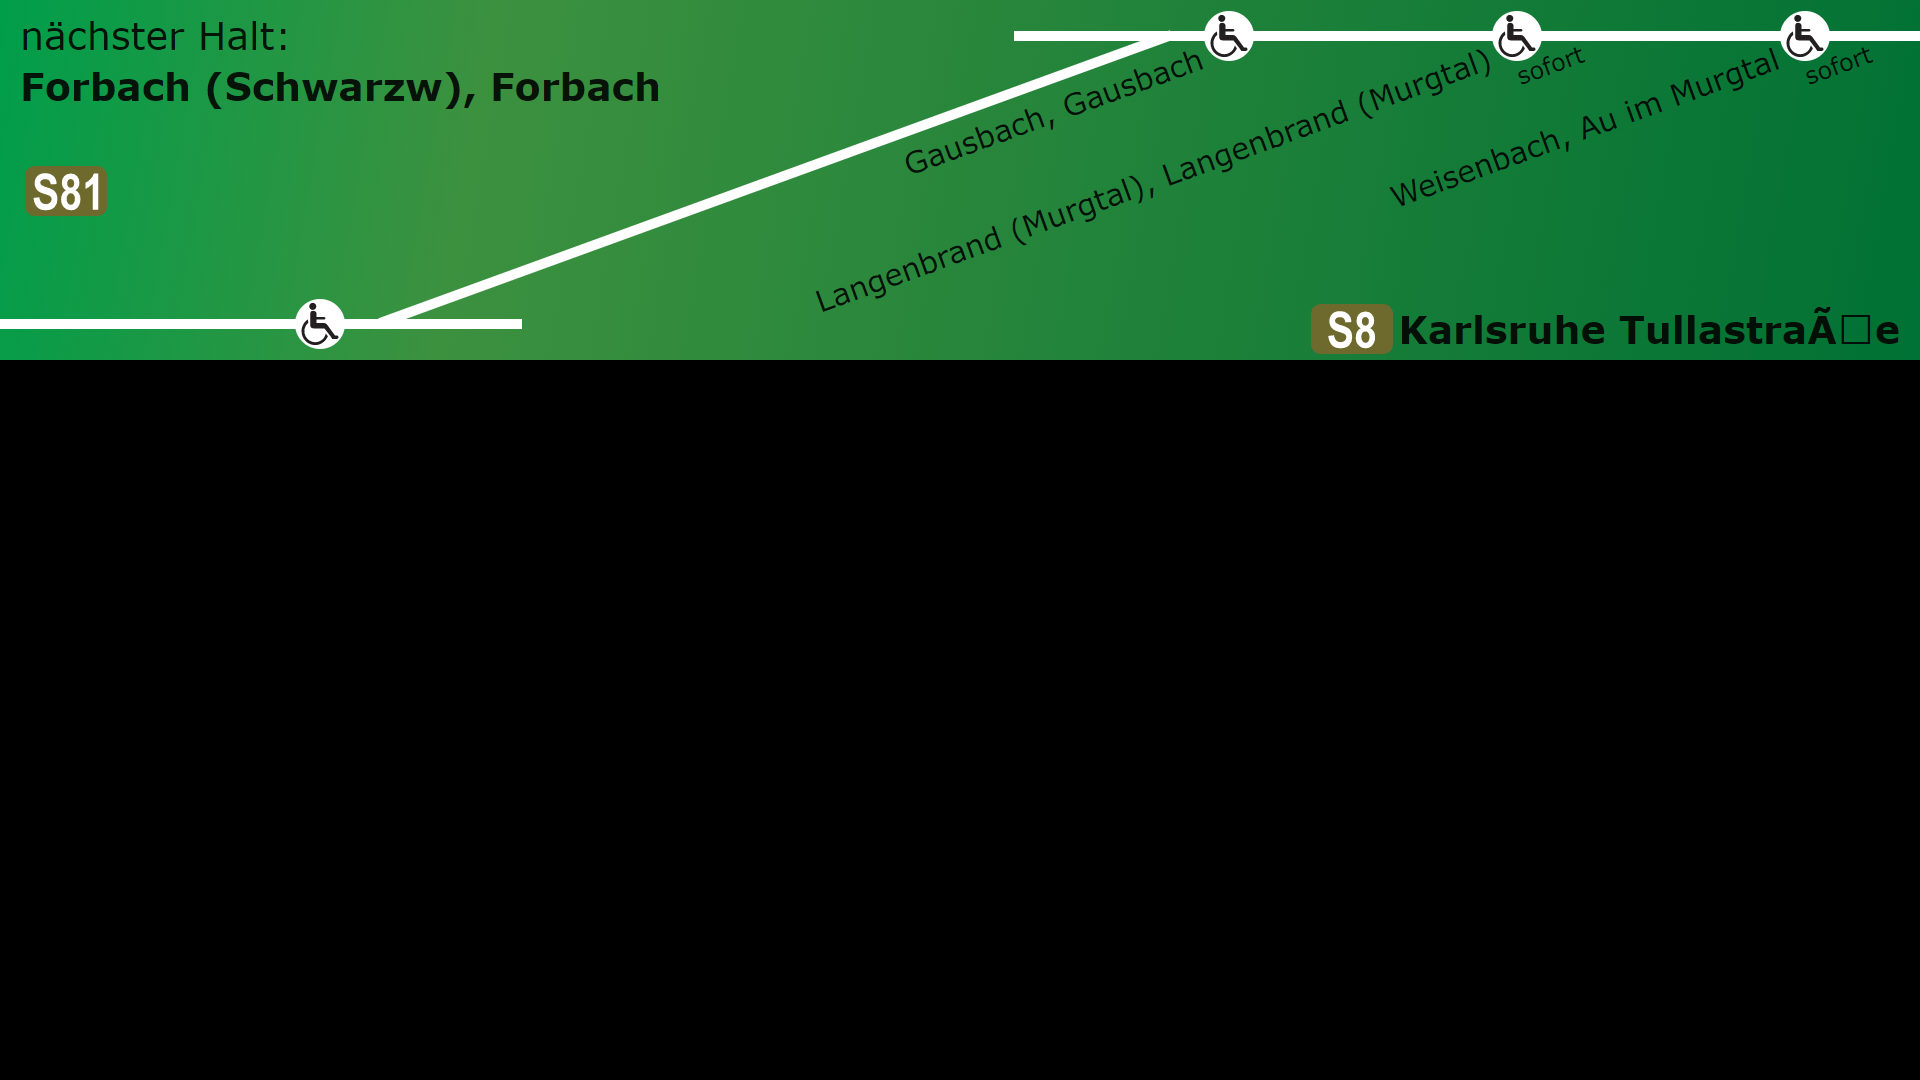 nächster Halt:
Forbach (Schwarzw), Forbach
S81
Gausbach, Gausbach
Langenbrand (Murgtal), Langenbrand (Murgtal)
sofort
Weisenbach, Au im Murgtal
sofort
S8 Karlsruhe TullastraÃ□e